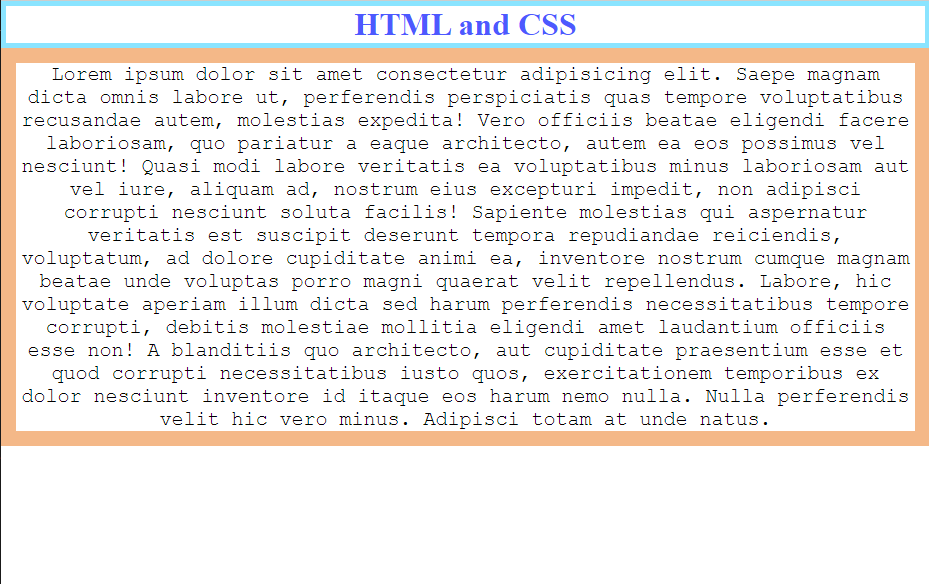 HTML and CSS
Lorem ipsum dolor sit amet consectetur adipisicing elit. Saepe magnam
dicta omnis labore ut, perferendis perspiciatis quas tempore voluptatibus
recusandae autem, molestias expedita! Vero officiis beatae eligendi facere
laboriosam, quo pariatur a eaque architecto, autem ea eos possimus vel
nesciunt! Quasi modi labore veritatis ea voluptatibus minus laboriosam aut
vel iure, aliquam ad, nostrum eius excepturi impedit, non adipisci
corrupti nesciunt soluta facilis! Sapiente molestias qui aspernatur
veritatis est suscipit deserunt tempora repudiandae reiciendis,
voluptatum, ad dolore cupiditate animi ea, inventore nostrum cumque magnam
beatae unde voluptas porro magni quaerat velit repellendus. Labore, hic
voluptate aperiam illum dicta sed harum perferendis necessitatibus tempore
corrupti, debitis molestiae mollitia eligendi amet laudantium officiis
esse non! A blanditiis quo architecto, aut cupiditate praesentium esse et
quod corrupti necessitatibus iusto quos, exercitationem temporibus ex
dolor nesciunt inventore id itaque eos harum nemo nulla. Nulla perferendis
velit hic vero minus. Adipisci totam at unde natus.